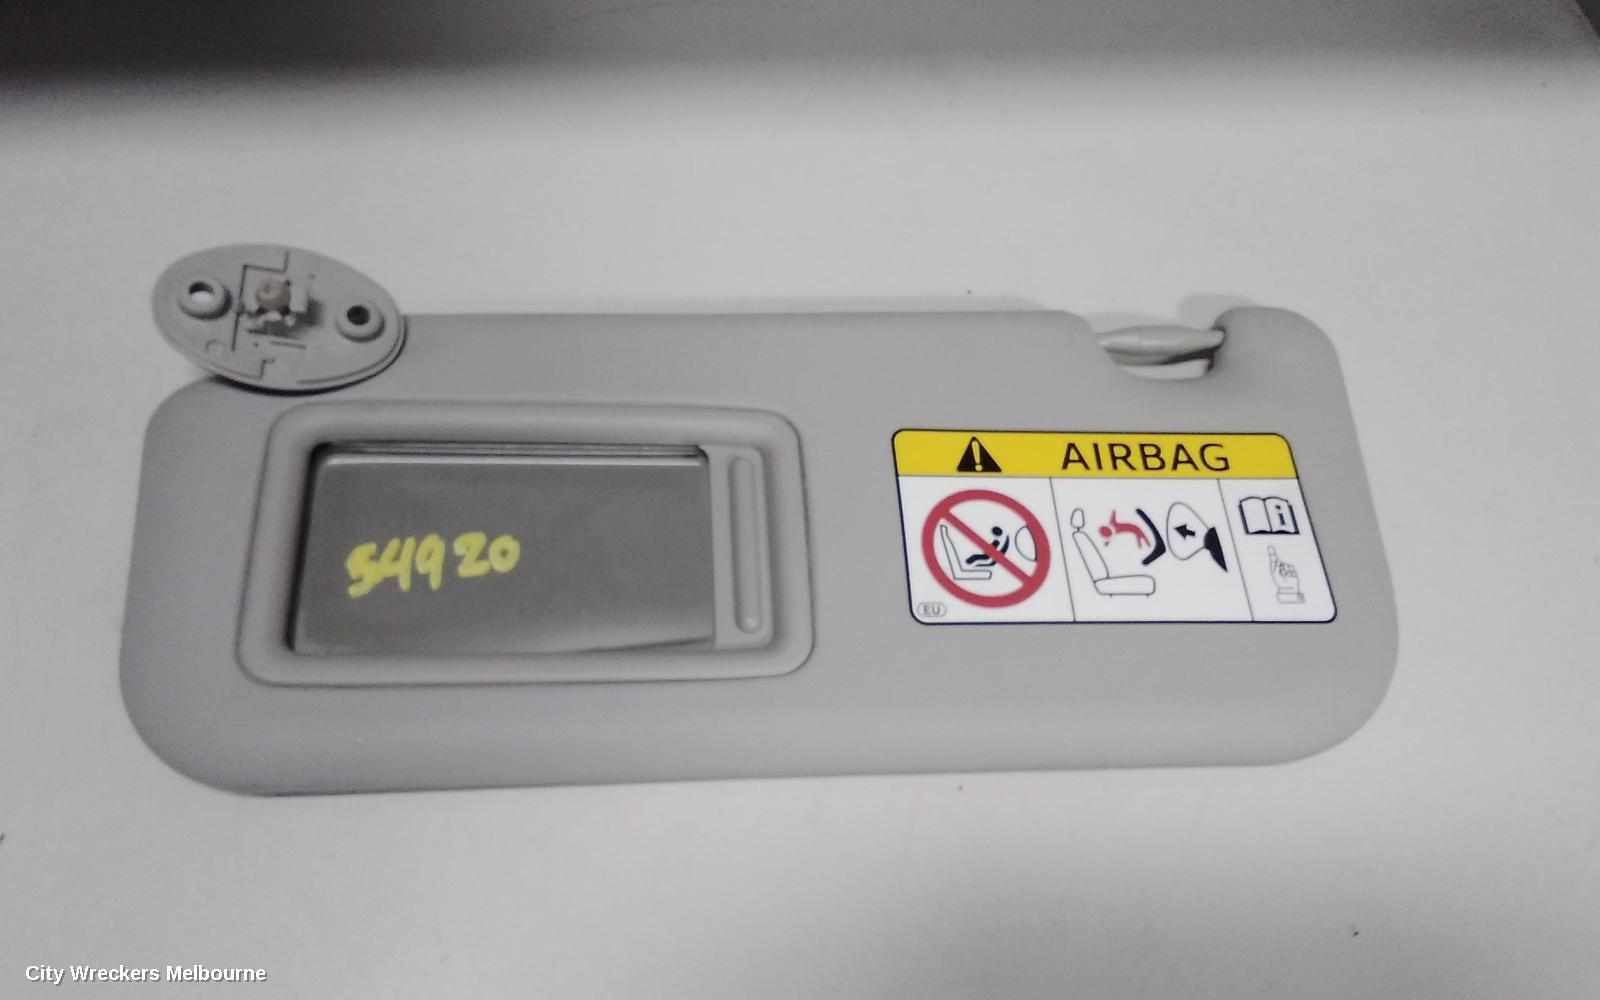 54920
AIRBAG
i
EU
City Wreckers Melbourne